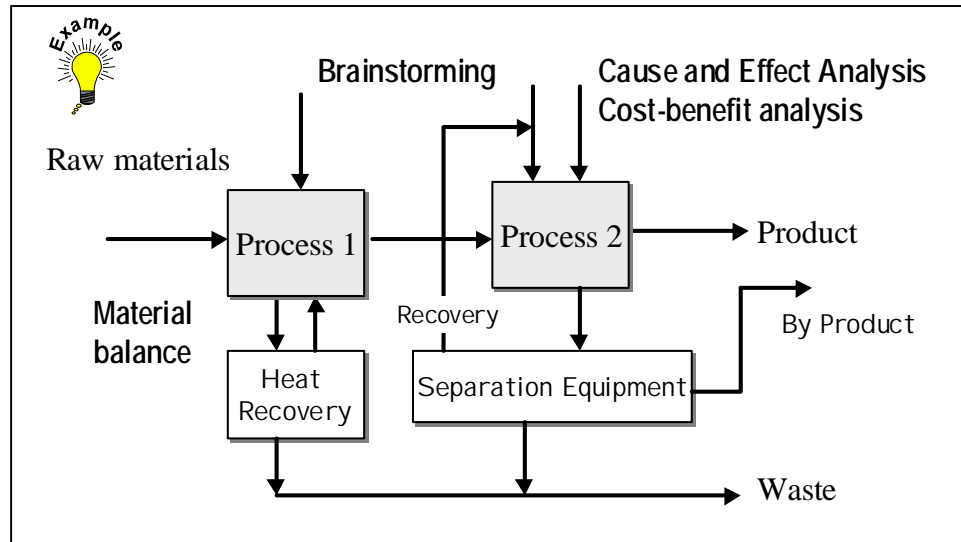 Example
Brainstorming
Cause and Effect Analysis
Cost-benefit analysis
Raw materials
Process 1
Process 2
Product
Material
balance
Recovery
By Product
Heat
Recovery
Separation Equipment
Waste